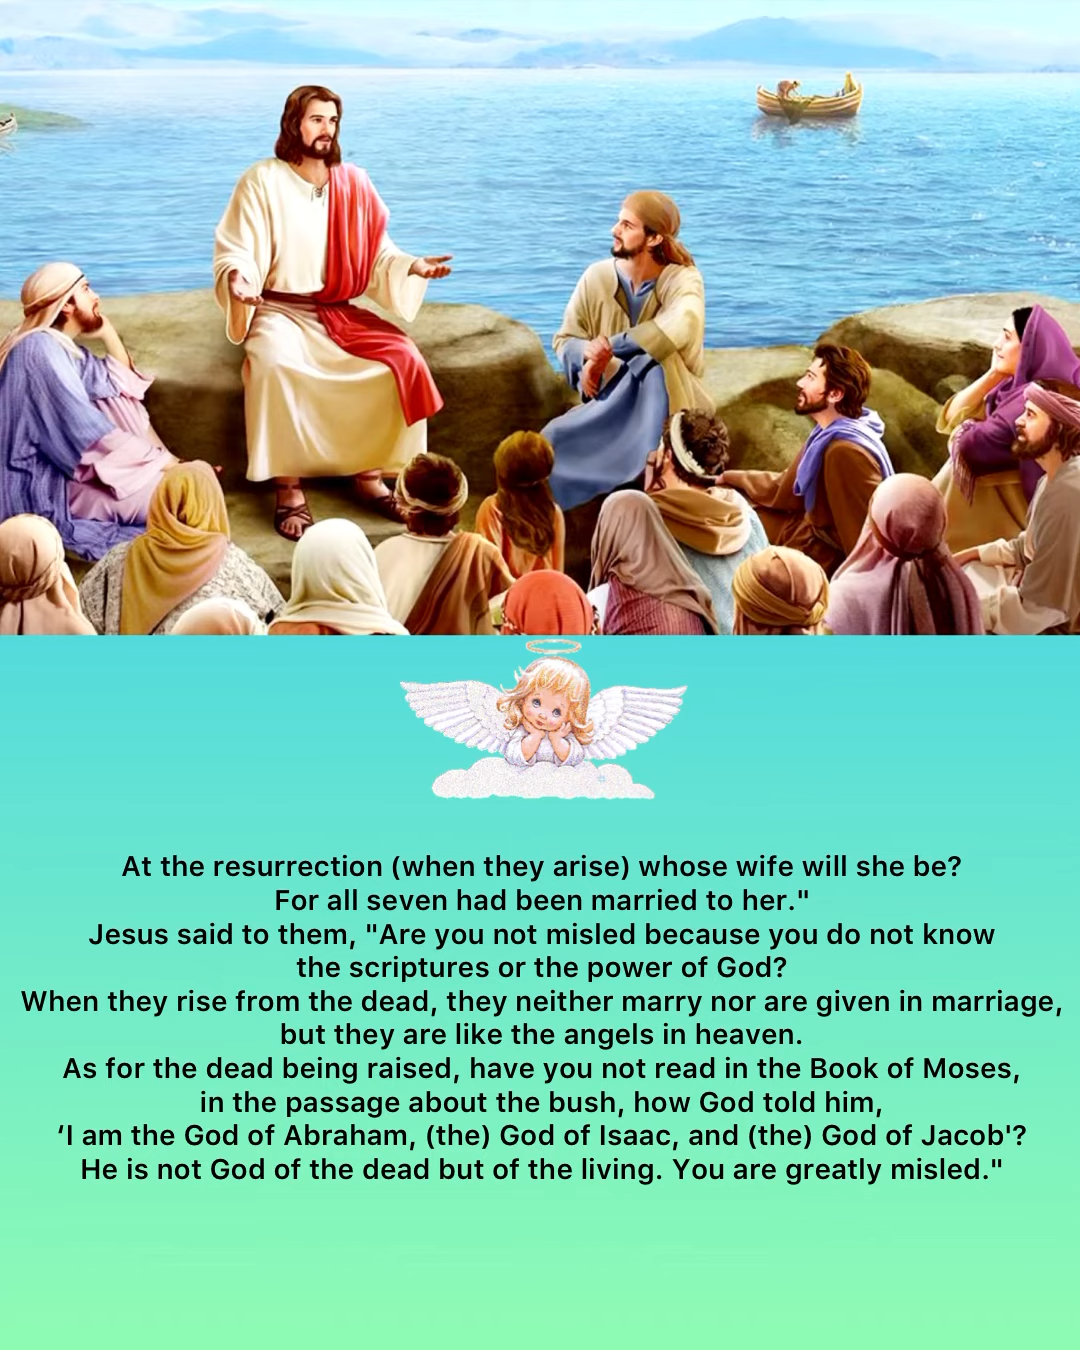 At the resurrection (when they arise) whose wife will she be?
For all seven had been married to her."
Jesus said to them, "Are you not misled because you do not know
the scriptures or the power of God?
When they rise from the dead, they neither marry nor are given in marriage,
but they are like the angels in heaven.
As for the dead being raised, have you not read in the Book of Moses,
in the passage about the bush, how God told him,
‘I am the God of Abraham, (the) God of Isaac, and (the) God of Jacob'?
He is not God of the dead but of the living. You are greatly misled."